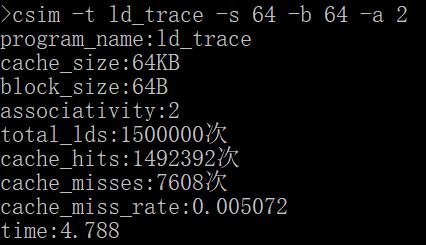 >csim -t ld_trace -s 64 -b 64 -a 2
program_name:ld_trace
cache_size:64KB
block_size:64B
associativity:2
total_lds:1500000次
cache_hits:1492392次
cache_misses:7608次
cache_miss_rate:0.005072
time:4.788